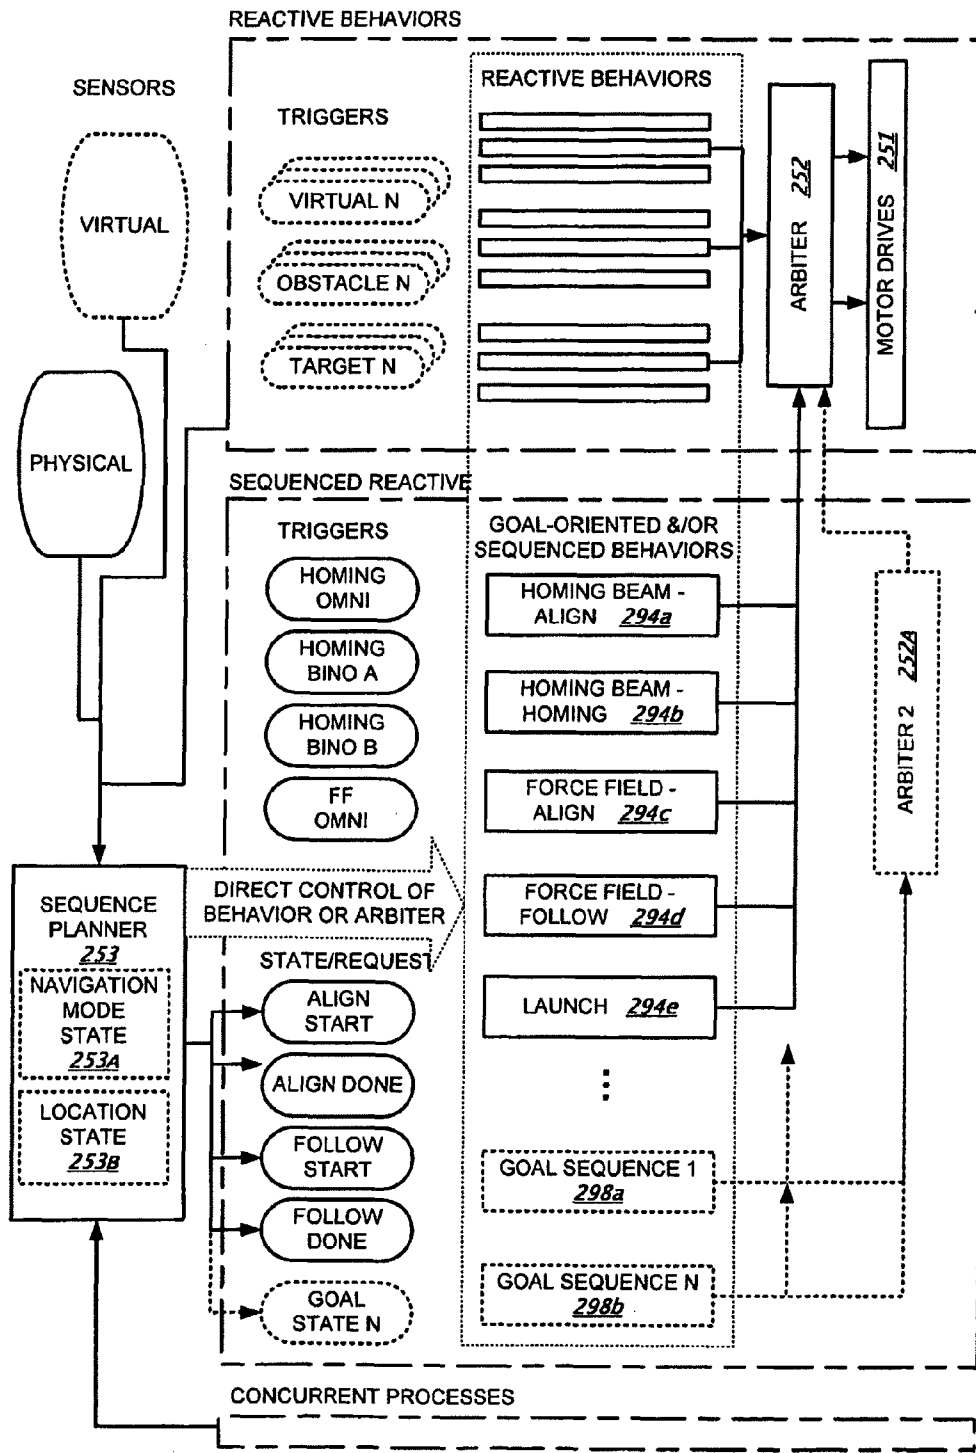 REACTIVE BEHAVIORS
SENSORS
VIRTUAL
PHYSICAL
TRIGGERS
VIRTUAL N
OBSTACLE N
TARGET N
REACTIVE BEHAVIORS
ARBITER 252
MOTOR DRIVES 251
SEQUENCED REACTIVE
TRIGGERS
HOMING
OMNI
HOMING
BINO A
HOMING
BINO B
FF
OMNI
GOAL-ORIENTED &/OR
SEQUENCED BEHAVIORS
HOMING BEAM -
ALIGN 294a
HOMING BEAM -
HOMING 294b
FORCE FIELD -
ALIGN 294c
FORCE FIELD -
FOLLOW 294d
LAUNCH 294e
ARBITER 2 252A
DIRECT CONTROL OF
BEHAVIOR OR ARBITER
SEQUENCE
PLANNER
253
NAVIGATION
MODE
STATE
253A
LOCATION
STATE
253B
STATE/REQUEST
ALIGN
START
ALIGN DONE
FOLLOW
START
FOLLOW
DONE
GOAL
STATE N
GOAL SEQUENCE 1
298a
GOAL SEQUENCE N
298b
CONCURRENT PROCESSES